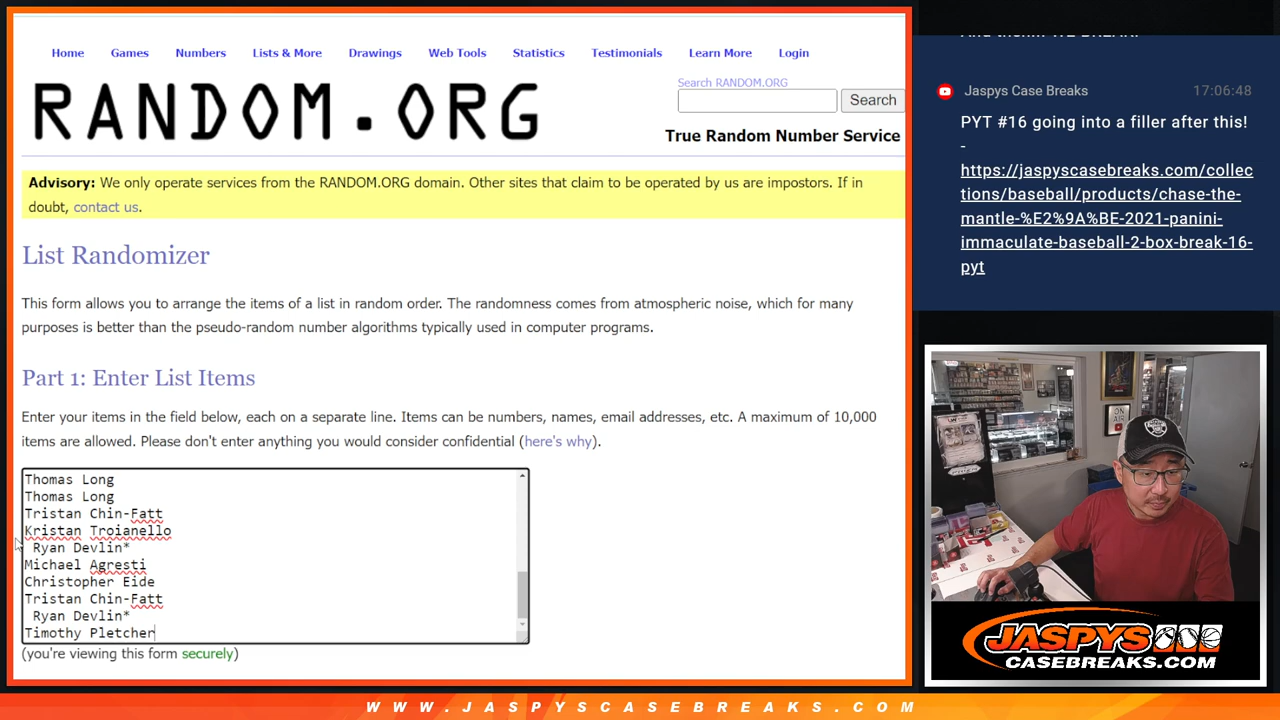 Home Games Numbers Lists & More Drawings Web Tools Statistics Testimonials Learn More Login
RANDOM.ORG
Search RANDOM.ORG
Search
True Random Number Service
Advisory: We only operate services from the RANDOM.ORG domain. Other sites that claim to be operated by us are impostors. If in
doubt, contact us.
List Randomizer
This form allows you to arrange the items of a list in random order. The randomness comes from atmospheric noise, which for many
purposes is better than the pseudo-random number algorithms typically used in computer programs.
Part 1: Enter List Items
Enter your items in the field below, each on a separate line. Items can be numbers, names, email addresses, etc. A maximum of 10,000
items are allowed. Please don't enter anything you would consider confidential (here's why).
Thomas Long
Thomas Long
Tristan Chin-Fatt
Kristan Troianello
Ryan Devlin*
Michael Agresti
Christopher Eide
Tristan Chin-Fatt
Ryan Devlin*
Timothy Pletcher
(you're viewing this form securely)
Jaspys Case Breaks 17:06:48
PYT #16 going into a filler after this!
-
https://jaspyscasebreaks.com/collec
tions/baseball/products/chase-the-
mantle-%E2%9A%BE-2021-panini-
immaculate-baseball-2-box-break-16-
pyt
ON
AIR
JASPYS
CASEBREAKS.COM
WWW.JASPYSCASEBREAKS.COM